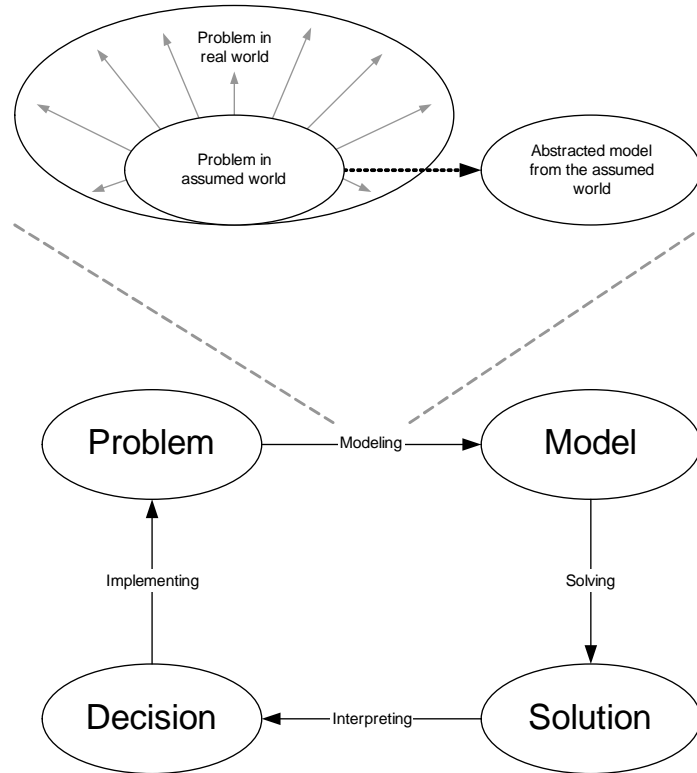 Problem in
real world
Problem in
assumed world
Abstracted model
from the assumed
world
Problem
Modeling
Model
Implementing
Solving
Decision
Interpreting
Solution